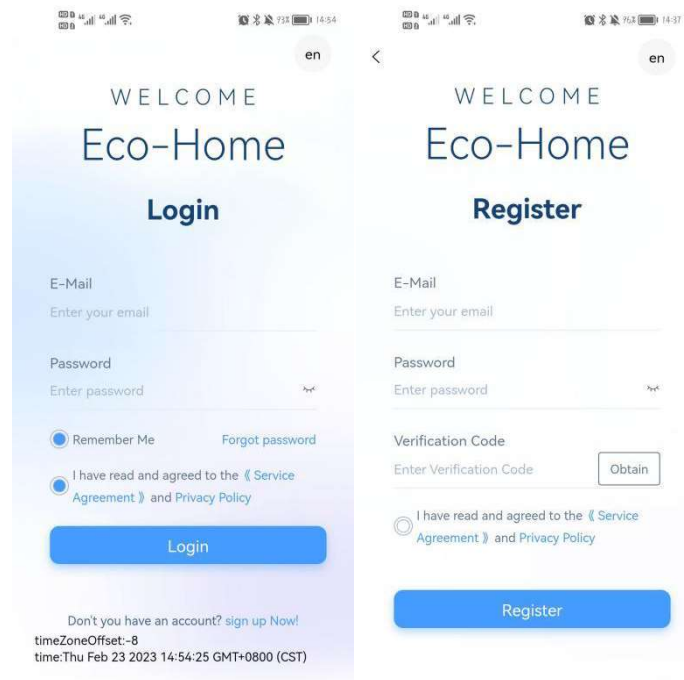 93% 14:54
en
WELCOME
Eco-Home
Login
E-Mail
Enter your email
Password
Enter password
Remember Me
Forgot password
I have read and agreed to the 《 Service
Agreement 》 and Privacy Policy
Login
Don't you have an account? sign up Now!
timeZoneOffset:-8
time:Thu Feb 23 2023 14:54:25 GMT+0800 (CST)
96% 14:37
en
WELCOME
Eco-Home
Register
E-Mail
Enter your email
Password
Enter password
Verification Code
Enter Verification Code
Obtain
I have read and agreed to the 《 Service
Agreement 》 and Privacy Policy
Register